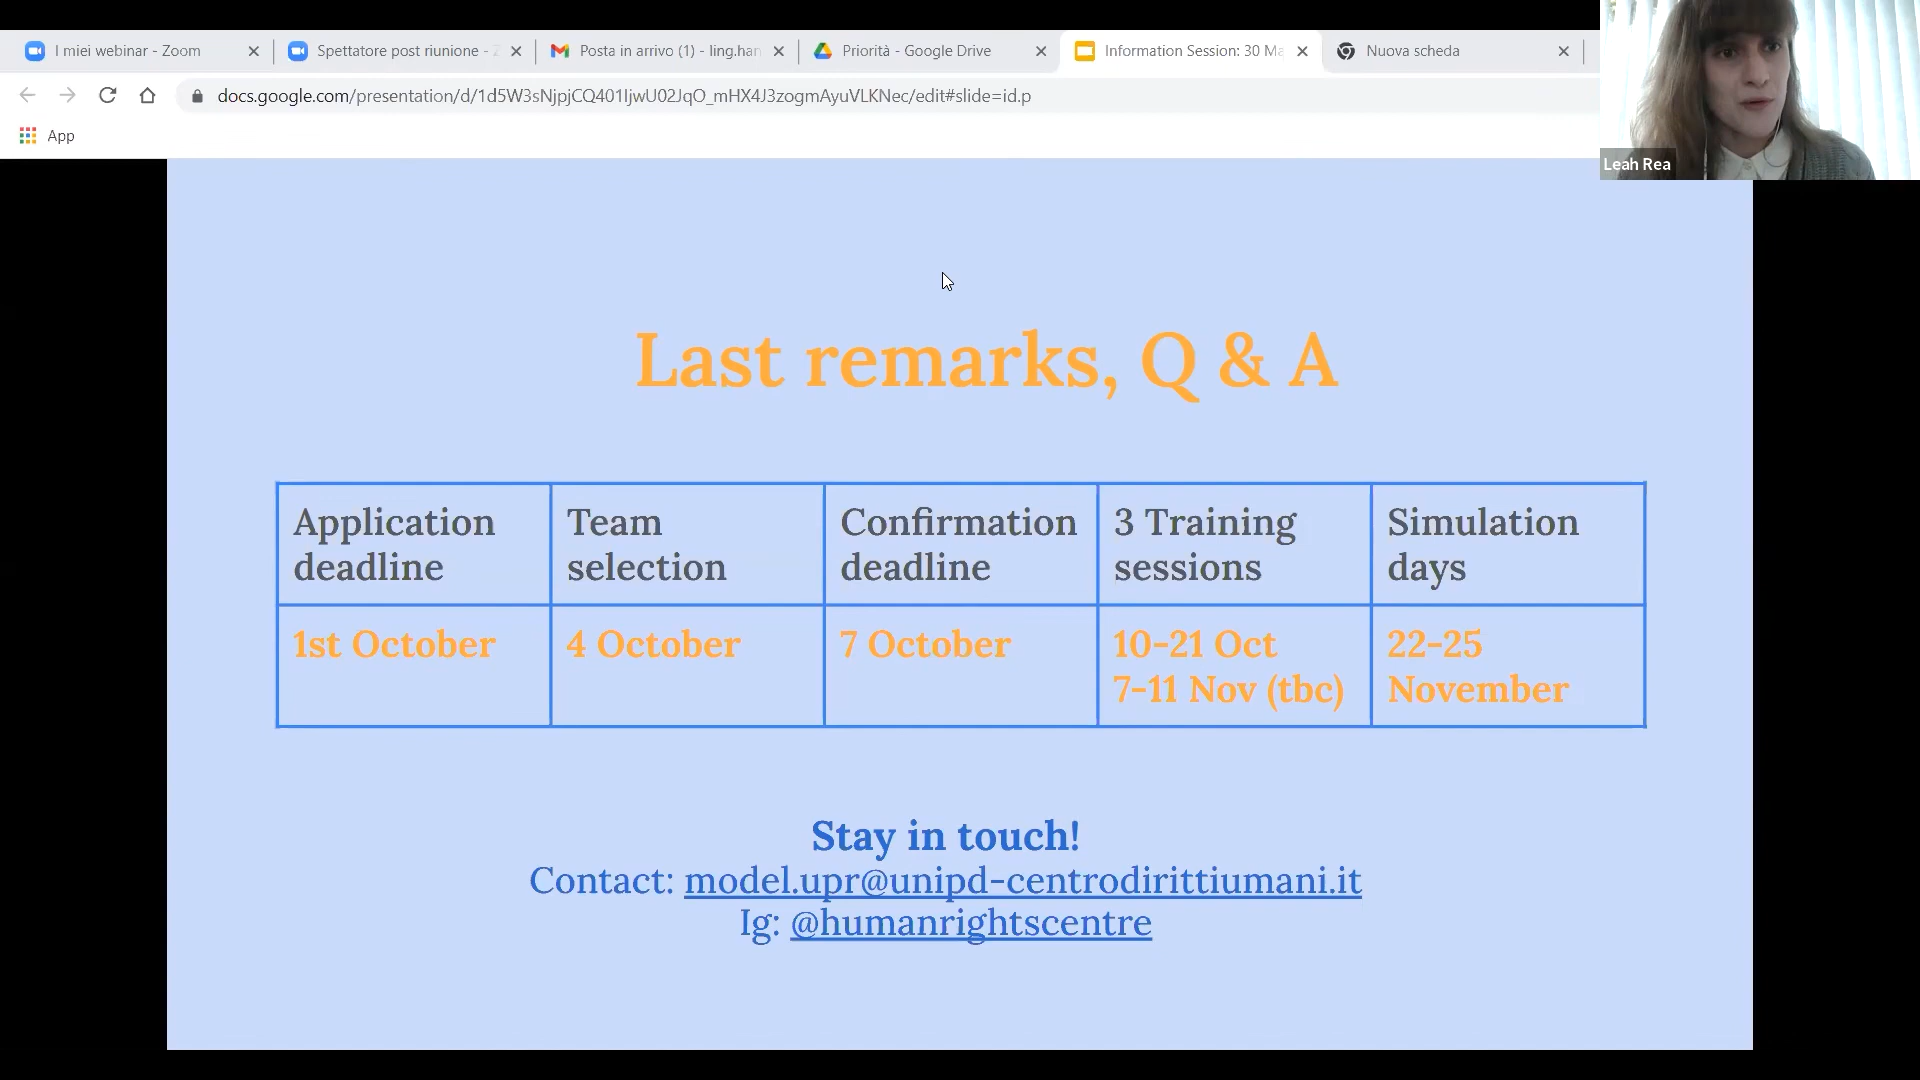 I miei webinar - Zoom
Spettatore post riunione - Z
Posta in arrivo (1) - ling.han
Priorità - Google Drive
Information Session: 30 Ma
Nuova scheda
docs.google.com/presentation/d/1d5W3sNjpjCQ401IjwU02JqO_mHX4J3zogmAyuVLKNec/edit#slide=id.p
App
Leah Rea
Last remarks, Q & A
Application deadline
Team selection
Confirmation deadline
3 Training sessions
Simulation days
1st October
4 October
7 October
10-21 Oct
7-11 Nov (tbc)
22-25 November
Stay in touch!
Contact: model.upr@unipd-centrodirittiumani.it
Ig: @humanrightscentre